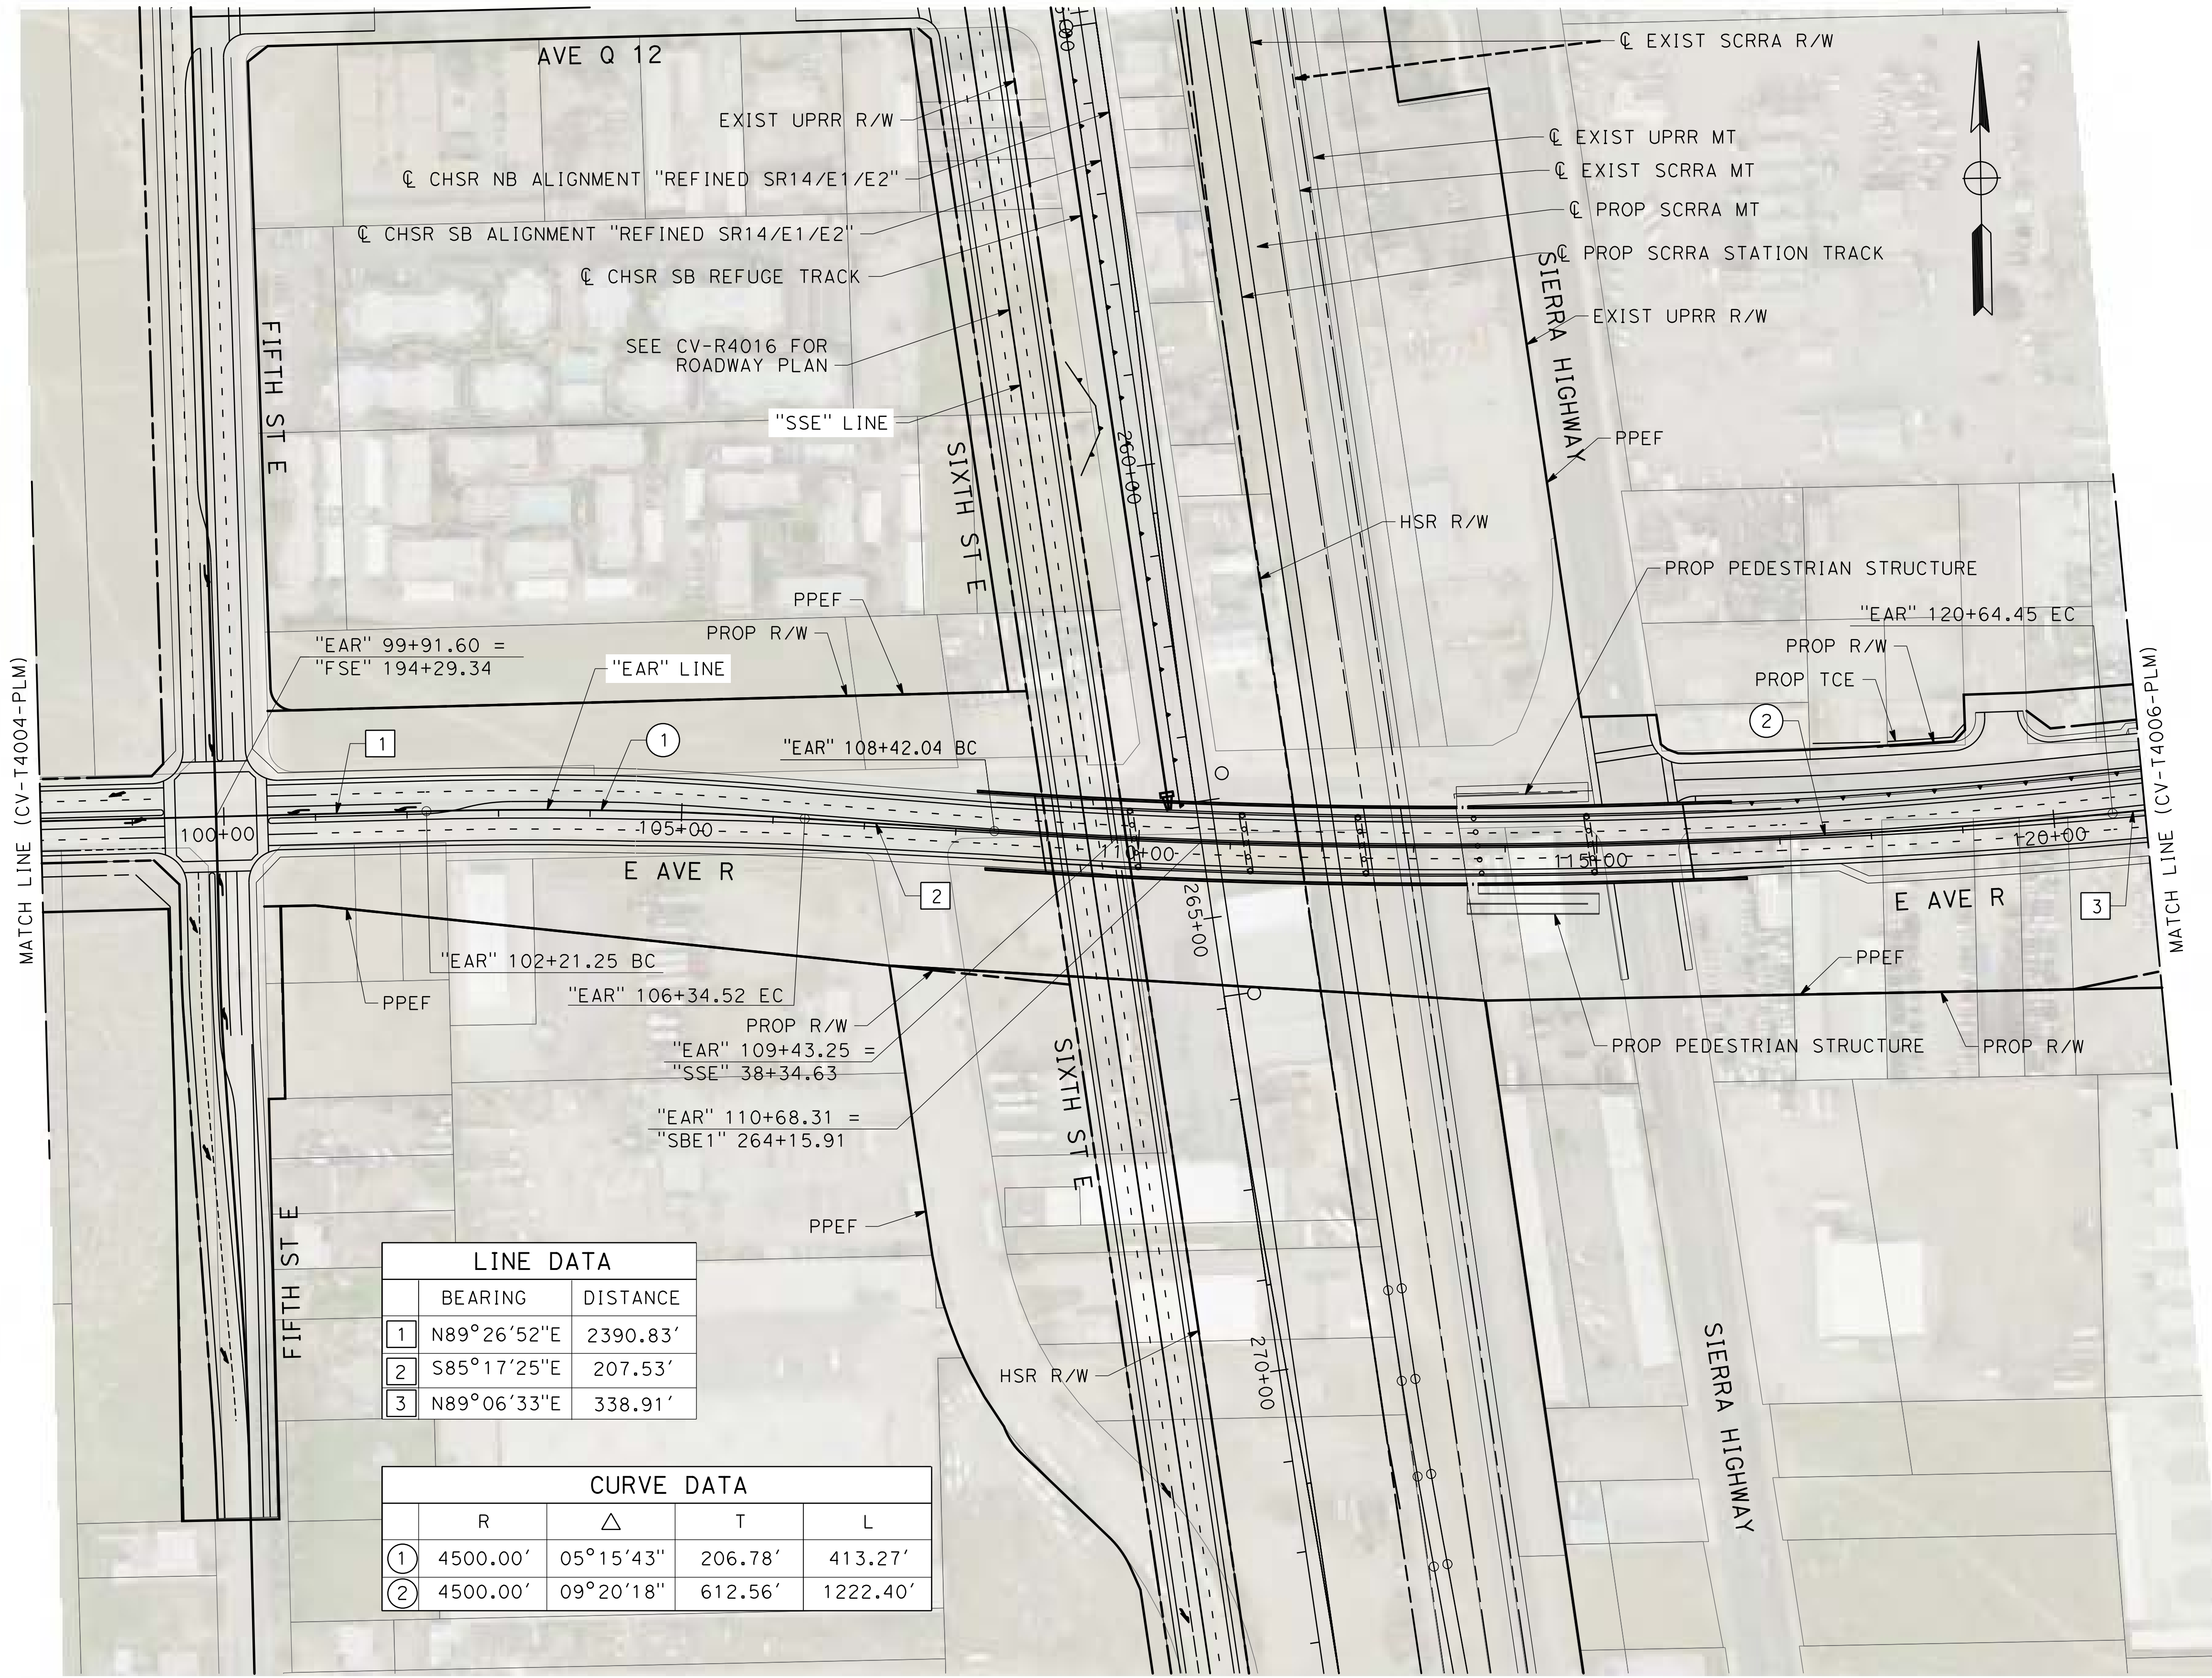 AVE Q 12
℄ EXIST SCRRA R/W
EXIST UPRR R/W
℄ EXIST UPRR MT
℄ EXIST SCRRA MT
℄ CHSR NB ALIGNMENT "REFINED SR14/E1/E2"
℄ PROP SCRRA MT
℄ CHSR SB ALIGNMENT "REFINED SR14/E1/E2"
℄ PROP SCRRA STATION TRACK
℄ CHSR SB REFUGE TRACK
EXIST UPRR R/W
SIERRA HIGHWAY
FIFTH ST E
SEE CV-R4016 FOR
ROADWAY PLAN
"SSE" LINE
PPEF
SIXTH ST E
260+00
HSR R/W
PROP PEDESTRIAN STRUCTURE
PPEF
"EAR" 120+64.45 EC
PROP R/W
PROP R/W
"EAR" 99+91.60 =
"FSE" 194+29.34
"EAR" LINE
PROP TCE
MATCH LINE (CV-T4004-PLM)
MATCH LINE (CV-T4006-PLM)
1
1
"EAR" 108+42.04 BC
2
100+00
105+00
110+00
115+00
120+00
E AVE R
2
265+00
E AVE R
3
"EAR" 102+21.25 BC
PPEF
PPEF
"EAR" 106+34.52 EC
PROP R/W
"EAR" 109+43.25 =
"SSE" 38+34.63
SIXTH ST E
PROP PEDESTRIAN STRUCTURE
PROP R/W
"EAR" 110+68.31 =
"SBE1" 264+15.91
PPEF
FIFTH ST E
LINE DATA
BEARING DISTANCE
1 N89°26'52"E 2390.83'
2 S85°17'25"E 207.53'
3 N89°06'33"E 338.91'
HSR R/W
270+00
SIERRA HIGHWAY
CURVE DATA
R △ T L
1 4500.00' 05°15'43" 206.78' 413.27'
2 4500.00' 09°20'18" 612.56' 1222.40'